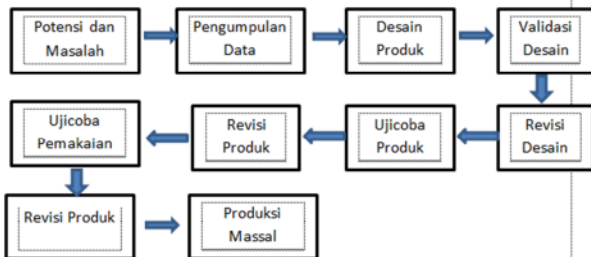 Potensi dan
Masalah
Pengumpulan
Data
Desain
Produk
Validasi
Desain
Revisi
Desain
Ujicoba
Produk
Revisi
Produk
Ujicoba
Pemakaian
Revisi Produk
Produksi
Massal